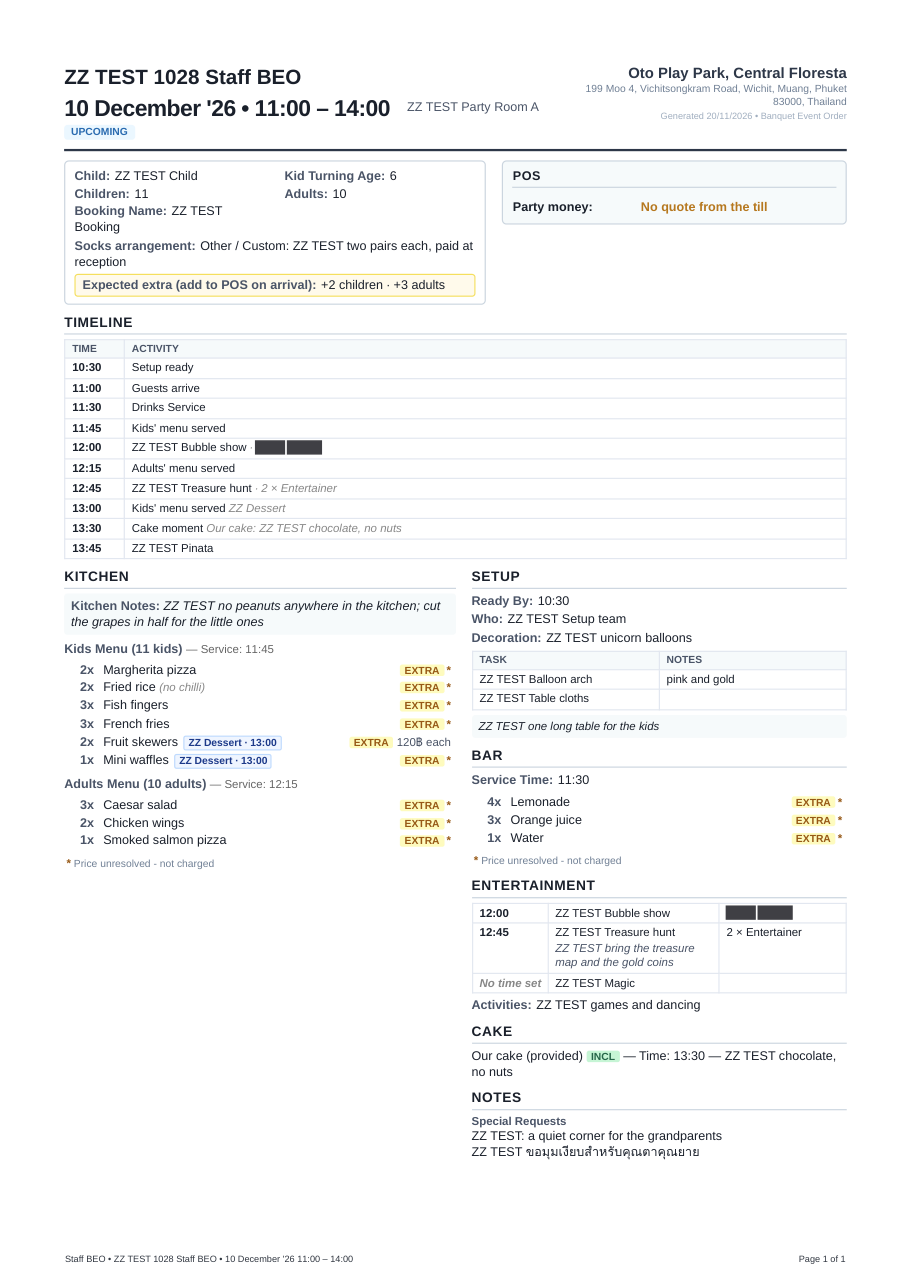 ZZ TEST 1028 Staff BEO
10 December '26 • 11:00 – 14:00 ZZ TEST Party Room A
UPCOMING
Oto Play Park, Central Floresta
199 Moo 4, Vichitsongkram Road, Wichit, Muang, Phuket
83000, Thailand
Generated 20/11/2026 • Banquet Event Order
Child: ZZ TEST Child Kid Turning Age: 6
Children: 11 Adults: 10
Booking Name: ZZ TEST
Booking
Socks arrangement: Other / Custom: ZZ TEST two pairs each, paid at
reception
Expected extra (add to POS on arrival): +2 children · +3 adults
POS
Party money: No quote from the till
TIMELINE
TIME ACTIVITY
10:30 Setup ready
11:00 Guests arrive
11:30 Drinks Service
11:45 Kids' menu served
12:00 ZZ TEST Bubble show ·
12:15 Adults' menu served
12:45 ZZ TEST Treasure hunt · 2 × Entertainer
13:00 Kids' menu served ZZ Dessert
13:30 Cake moment Our cake: ZZ TEST chocolate, no nuts
13:45 ZZ TEST Pinata
KITCHEN
Kitchen Notes: ZZ TEST no peanuts anywhere in the kitchen; cut
the grapes in half for the little ones
Kids Menu (11 kids) — Service: 11:45
2x Margherita pizza EXTRA *
2x Fried rice (no chilli) EXTRA *
3x Fish fingers EXTRA *
3x French fries EXTRA *
2x Fruit skewers ZZ Dessert · 13:00 EXTRA 120฿ each
1x Mini waffles ZZ Dessert · 13:00 EXTRA *
Adults Menu (10 adults) — Service: 12:15
3x Caesar salad EXTRA *
2x Chicken wings EXTRA *
1x Smoked salmon pizza EXTRA *
* Price unresolved - not charged
SETUP
Ready By: 10:30
Who: ZZ TEST Setup team
Decoration: ZZ TEST unicorn balloons
TASK NOTES
ZZ TEST Balloon arch pink and gold
ZZ TEST Table cloths
ZZ TEST one long table for the kids
BAR
Service Time: 11:30
4x Lemonade EXTRA *
3x Orange juice EXTRA *
1x Water EXTRA *
* Price unresolved - not charged
ENTERTAINMENT
12:00 ZZ TEST Bubble show
12:45 ZZ TEST Treasure hunt 2 × Entertainer
ZZ TEST bring the treasure
map and the gold coins
No time set ZZ TEST Magic
Activities: ZZ TEST games and dancing
CAKE
Our cake (provided) INCL — Time: 13:30 — ZZ TEST chocolate,
no nuts
NOTES
Special Requests
ZZ TEST: a quiet corner for the grandparents
ZZ TEST ขอมุมเงียบสำหรับคุณตาคุณยาย
Staff BEO • ZZ TEST 1028 Staff BEO • 10 December '26 11:00 – 14:00 Page 1 of 1